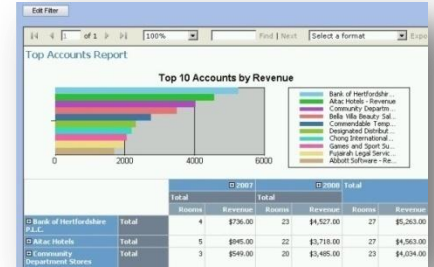 Edit Filter
1 of 1 100% Find | Next Select a format Expo
Top Accounts Report
Top 10 Accounts by Revenue
Bank of Hertfordshir...
Aitac Hotels - Revenue
Community Departm...
Bella Villa Beauty Sal...
Commendable Temp...
Designated Distribut...
Chong International...
Games and Sport Su...
Pujairah Legal Servic...
Abbott Software - Re...
0 2000 4000 6000
2007 2008 Total
Total Total
Rooms Revenue Rooms Revenue Rooms Revenue
Bank of Hertfordshire P.L.C. Total 4 $736.00 23 $4,527.00 27 $5,263.00
Aitac Hotels Total 5 $845.00 22 $3,718.00 27 $4,563.00
Community Department Stores Total 3 $549.00 20 $3,485.00 23 $4,034.00